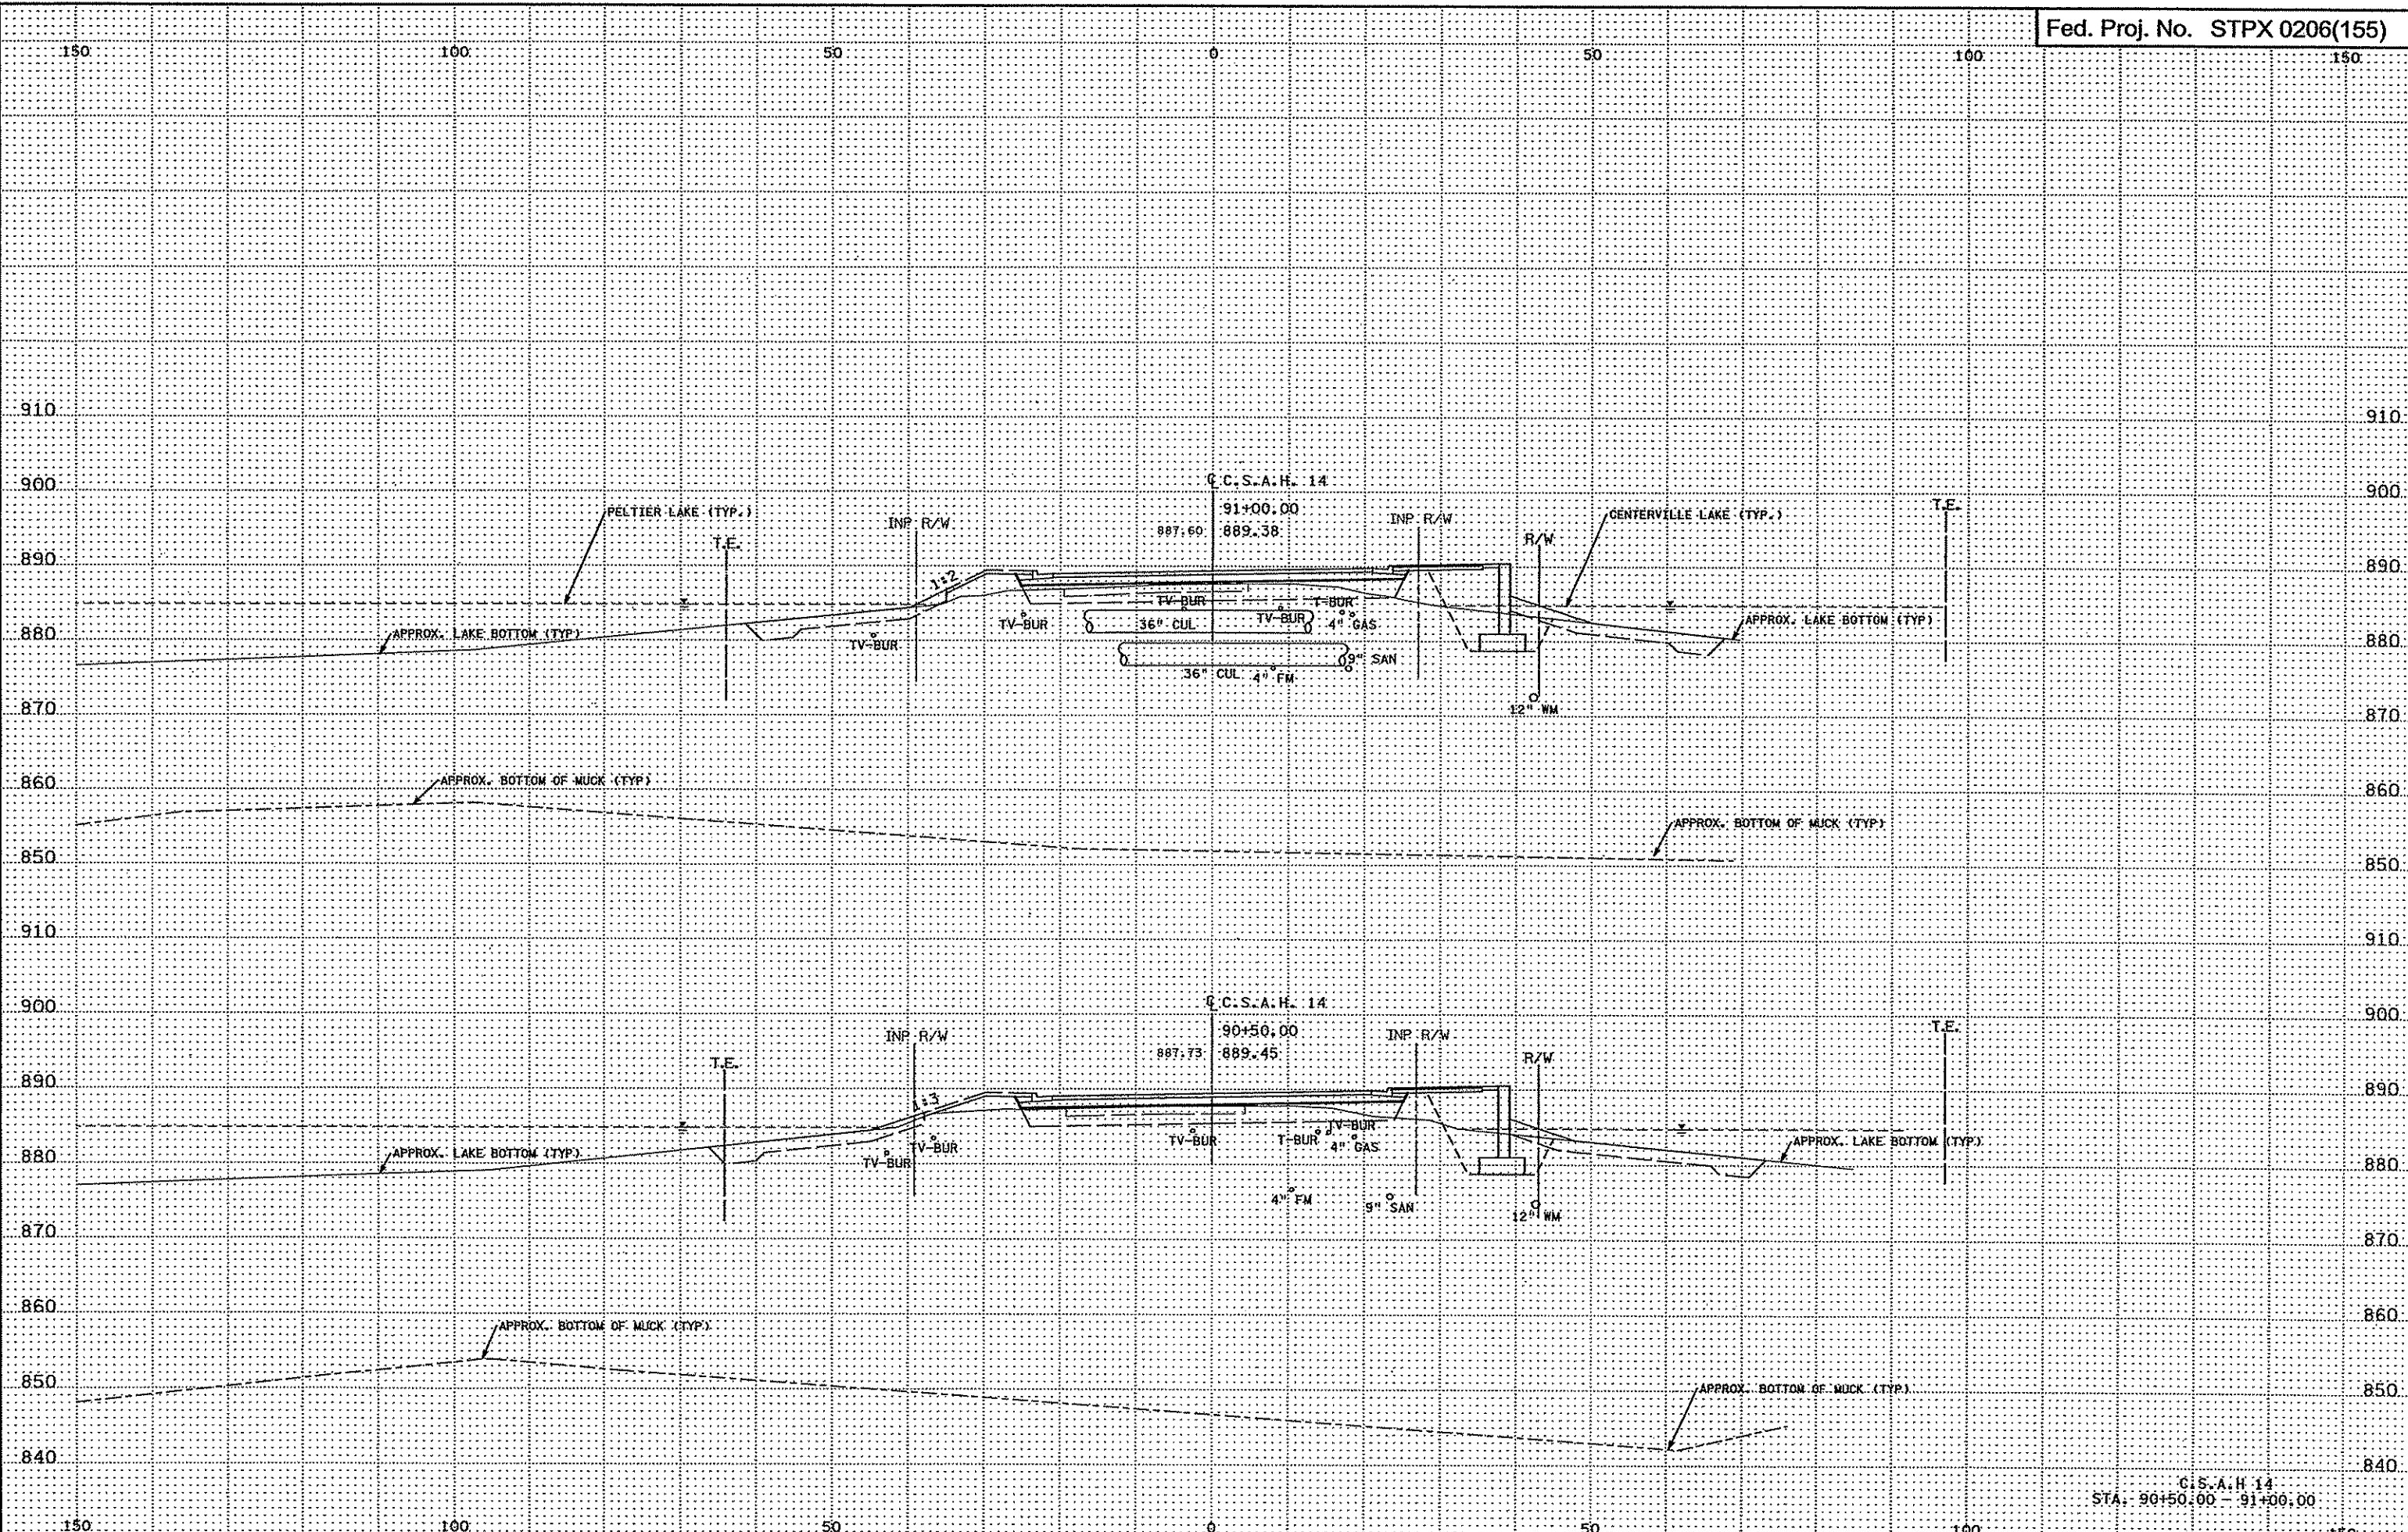 Fed. Proj. No. STPX 0206(155)
150 100 50 0 50 100 150
910 910
900 900
℄ C.S.A.H. 14
91+00.00
887.60 889.38
PELTIER LAKE (TYP.)
INP R/W
INP R/W
CENTERVILLE LAKE (TYP.)
T.E.
T.E.
R/W
890 890
1:2
TV-BUR
TV-BUR
TV-BUR
T-BUR
4" GAS
36" CUL
TV-BUR
880 880
APPROX. LAKE BOTTOM (TYP)
APPROX. LAKE BOTTOM (TYP)
9" SAN
36" CUL
4" FM
12" WM
870 870
860 860
APPROX. BOTTOM OF MUCK (TYP)
APPROX. BOTTOM OF MUCK (TYP)
850 850
910 910
900 900
℄ C.S.A.H. 14
90+50.00
887.73 889.45
INP R/W
INP R/W
T.E.
T.E.
R/W
890 890
1:3
TV-BUR
TV-BUR
TV-BUR
T-BUR
TV-BUR
4" GAS
880 880
APPROX. LAKE BOTTOM (TYP)
APPROX. LAKE BOTTOM (TYP)
4" FM
9" SAN
12" WM
870 870
860 860
APPROX. BOTTOM OF MUCK (TYP)
850 850
APPROX. BOTTOM OF MUCK (TYP)
840 840
C.S.A.H 14
STA. 90+50.00 - 91+00.00
150 100 50 0 50 100 150